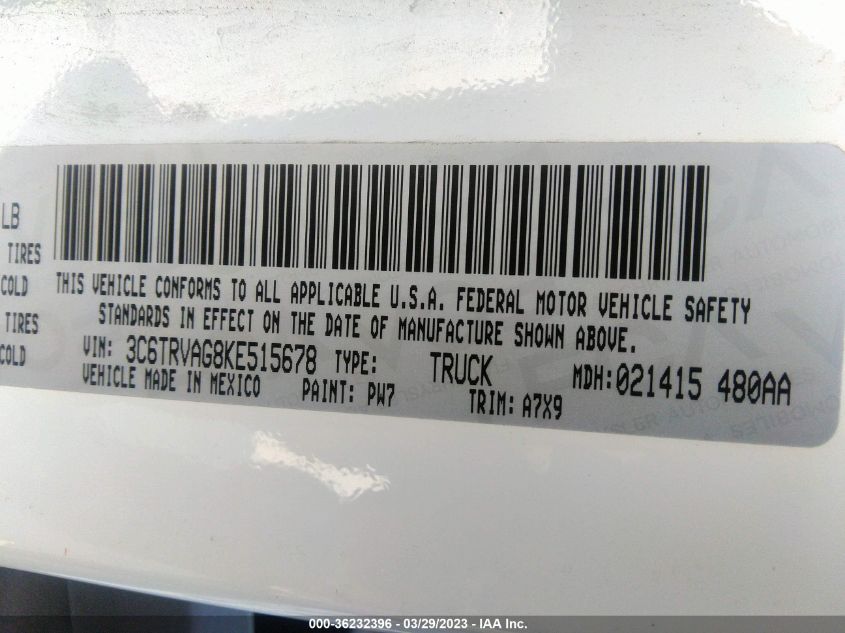 LB
TIRES
COLD
TIRES
COLD
THIS VEHICLE CONFORMS TO ALL APPLICABLE U.S.A. FEDERAL MOTOR VEHICLE SAFETY
STANDARDS IN EFFECT ON THE DATE OF MANUFACTURE SHOWN ABOVE.
VIN: 3C6TRVAG8KE515678 TYPE: TRUCK MDH:021415 480AA
VEHICLE MADE IN MEXICO PAINT: PW7 TRIM: A7X9
000-36232396 - 03/29/2023 - IAA Inc.